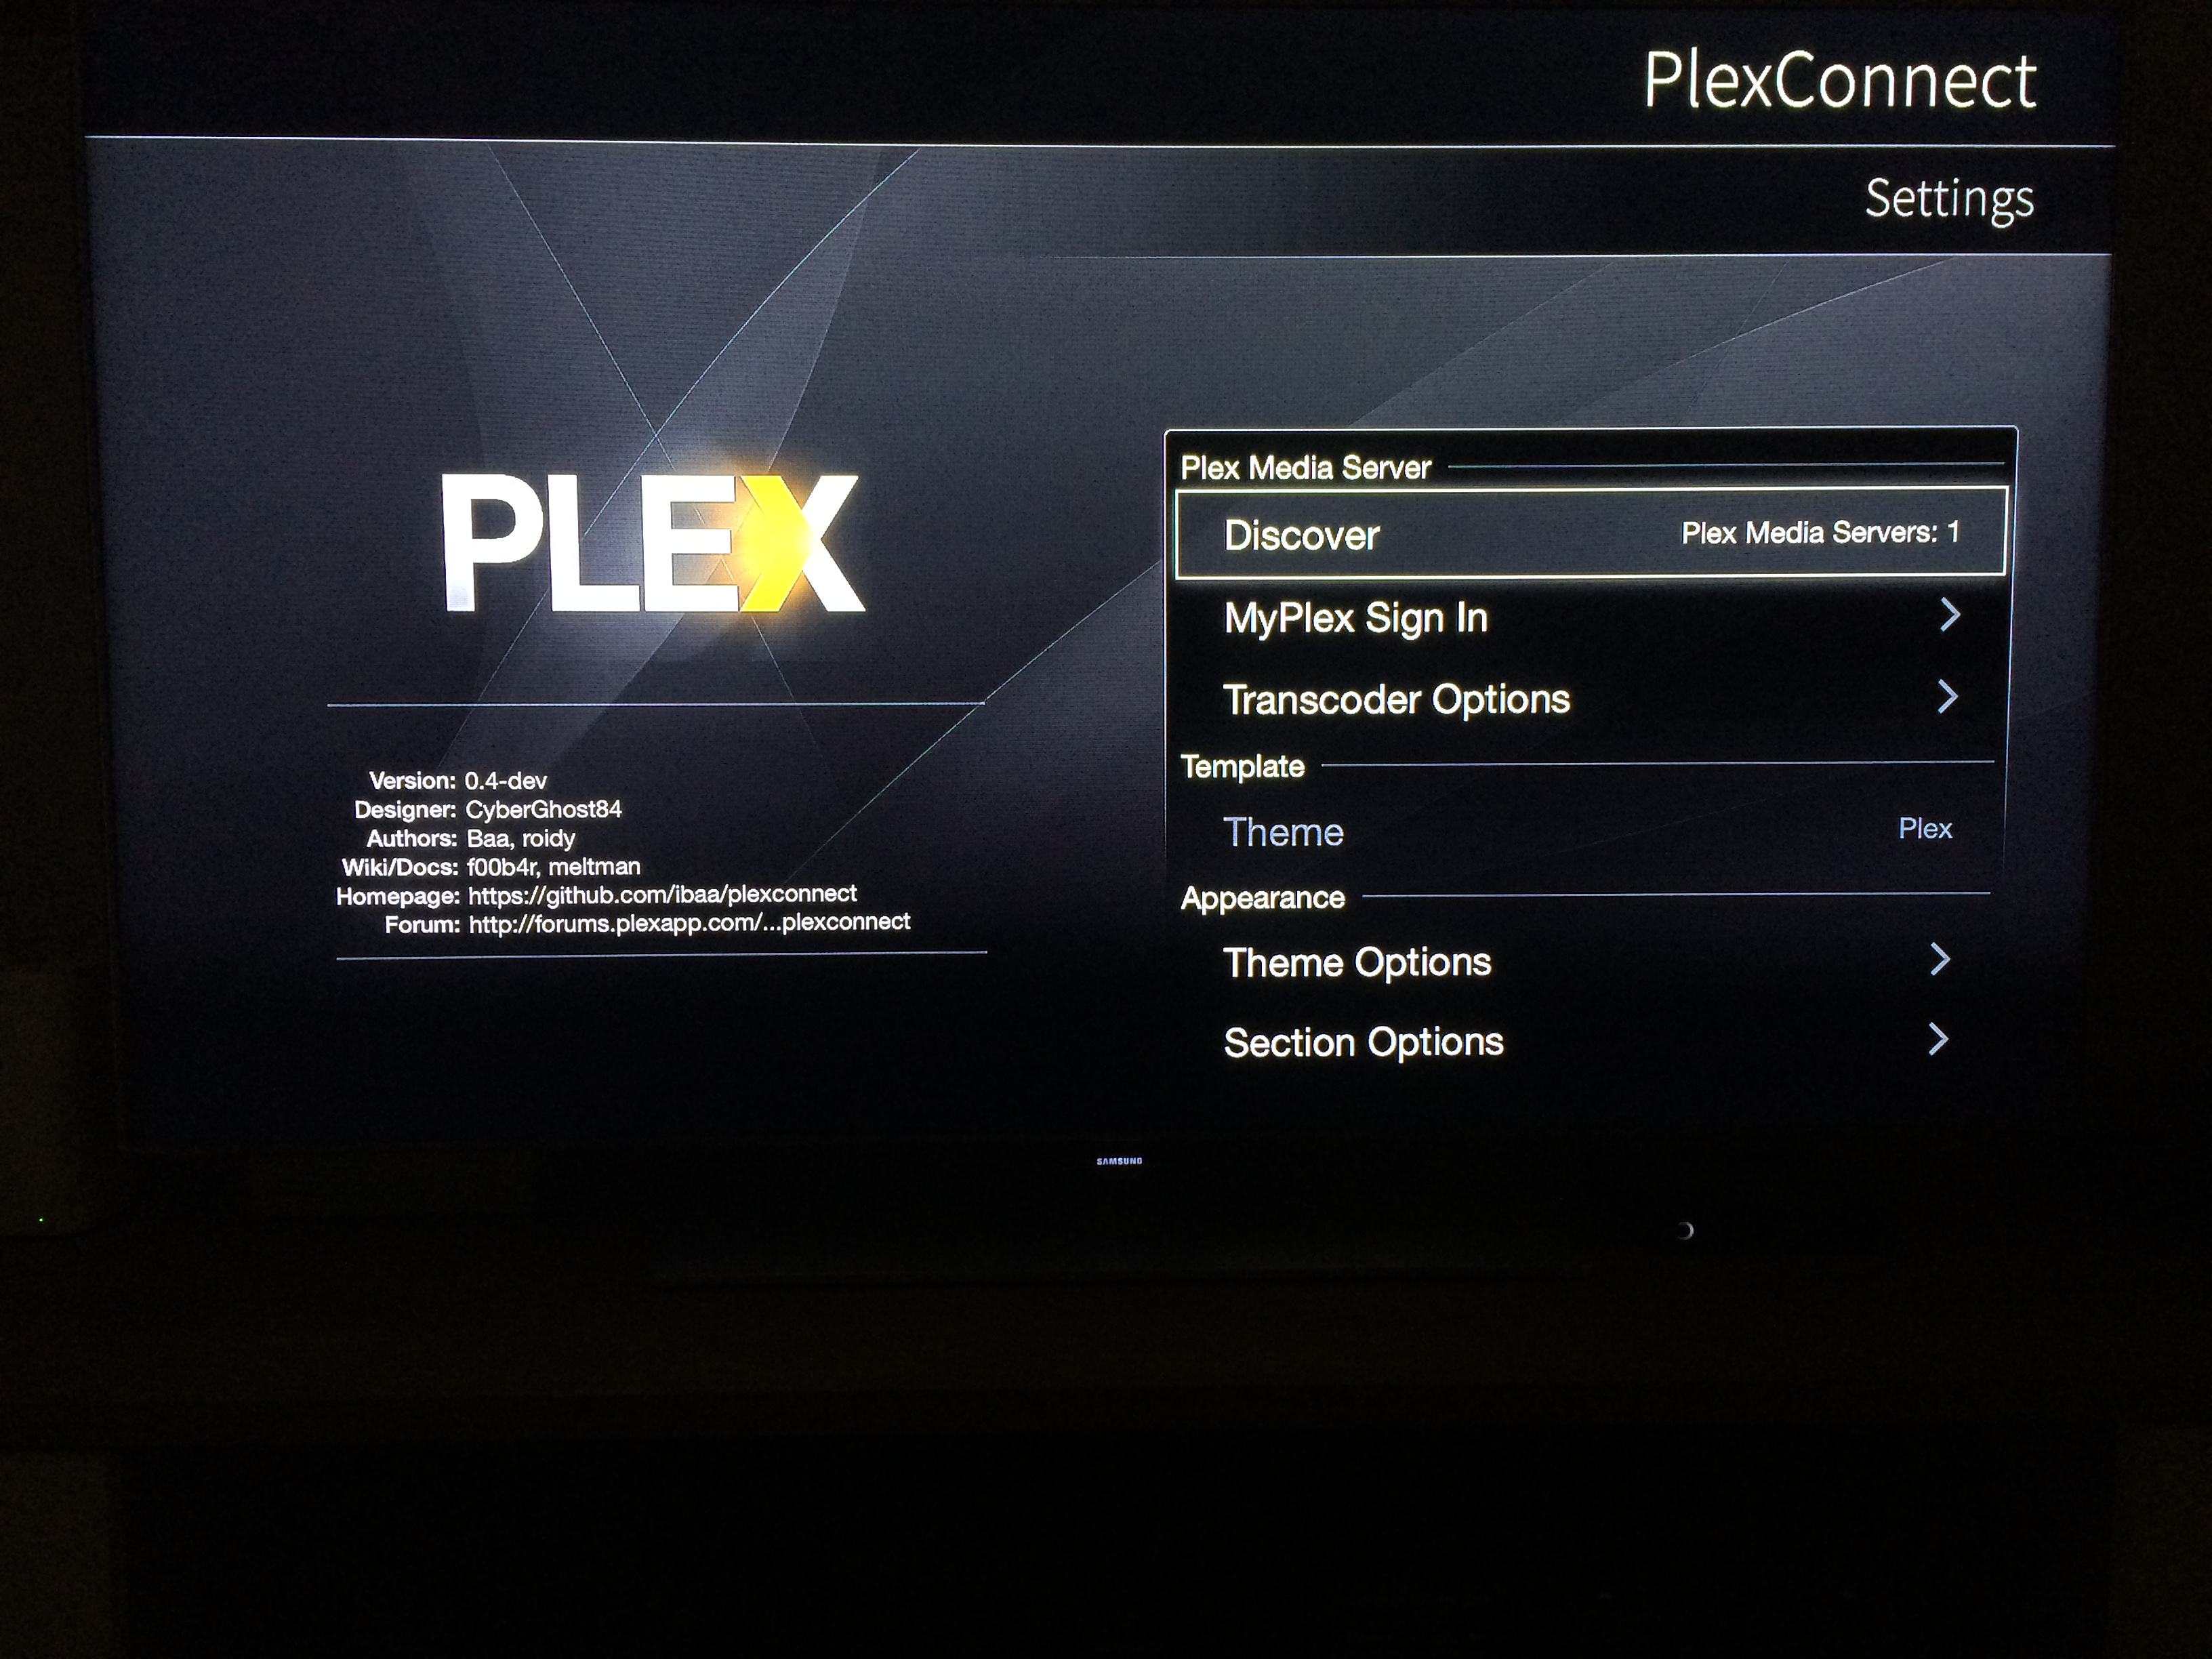 PlexConnect
Settings
PLEX
Version: 0.4-dev
Designer: CyberGhost84
Authors: Baa, roidy
Wiki/Docs: f00b4r, meltman
Homepage: https://github.com/ibaa/plexconnect
Forum: http://forums.plexapp.com/...plexconnect
Plex Media Server
Discover Plex Media Servers: 1
MyPlex Sign In
Transcoder Options
Template
Theme Plex
Appearance
Theme Options
Section Options
SAMSUNG